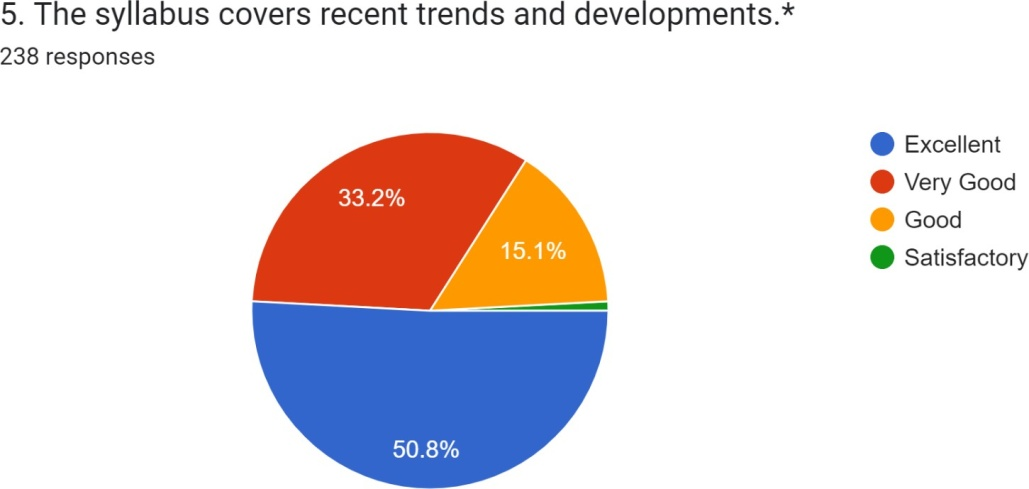 5. The syllabus covers recent trends and developments.*
238 responses
Excellent
Very Good
Good
Satisfactory
33.2%
15.1%
50.8%